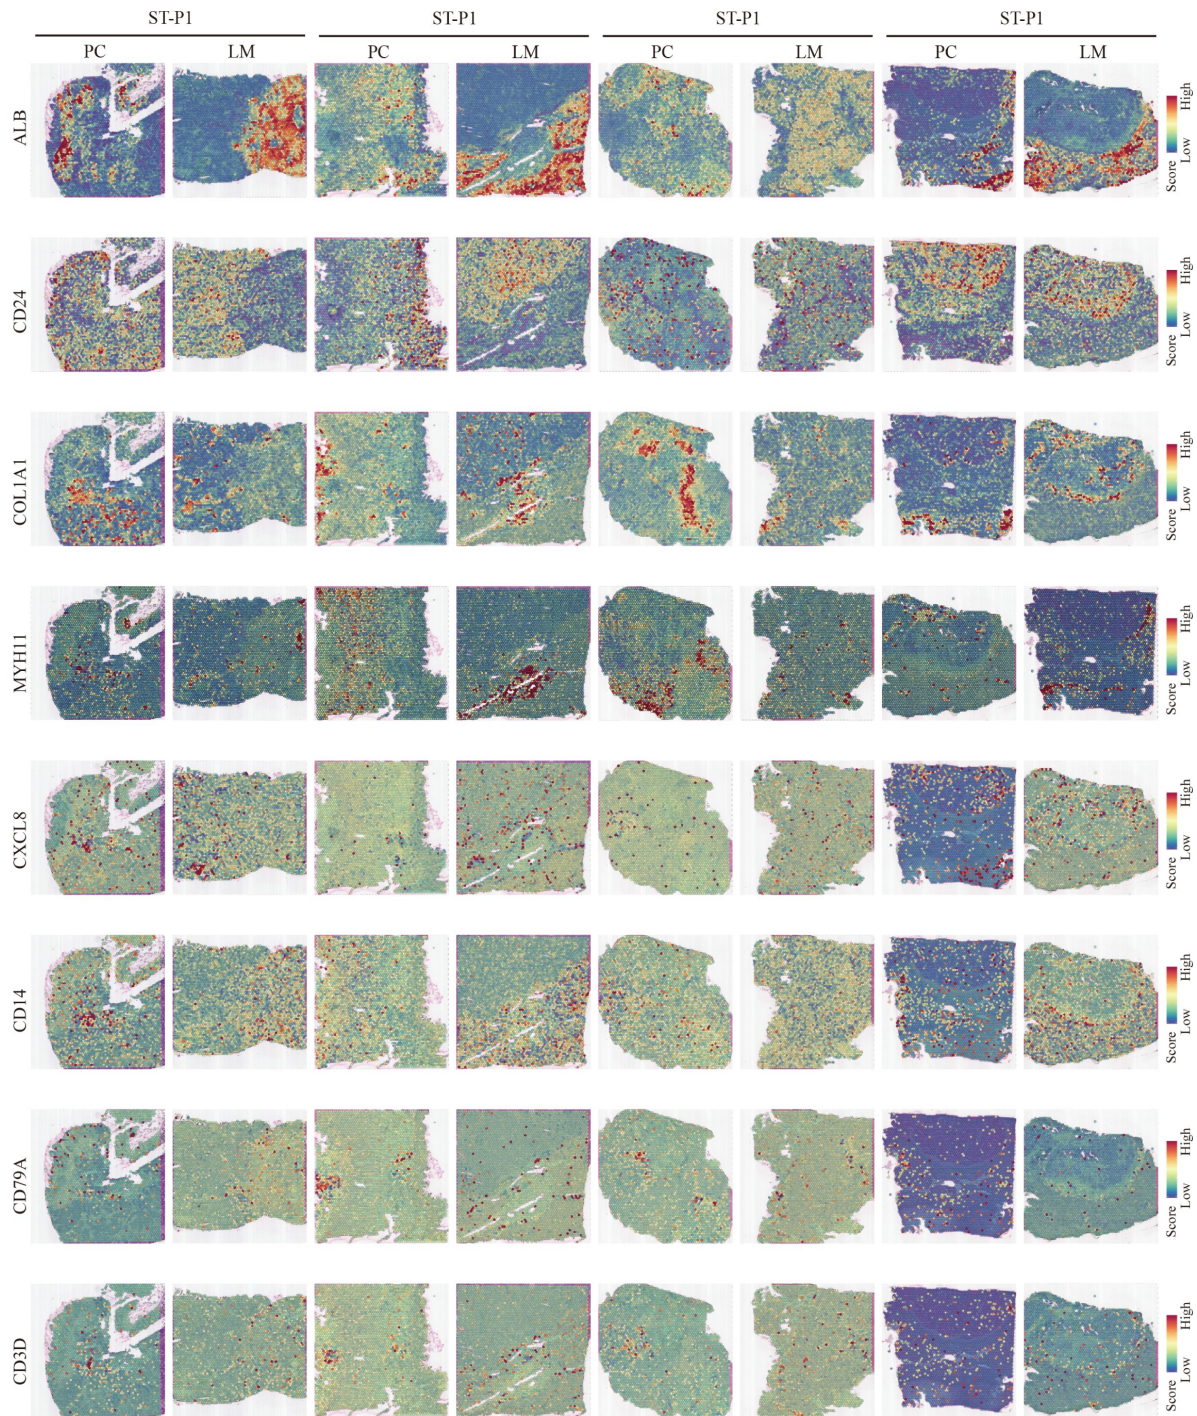 ST-P1 ST-P1 ST-P1 ST-P1
PC LM PC LM PC LM PC LM
ALB
Score Low High
CD24
Score Low High
COL1A1
Score Low High
MYH11
Score Low High
CXCL8
Score Low High
CD14
Score Low High
CD79A
Score Low High
CD3D
Score Low High